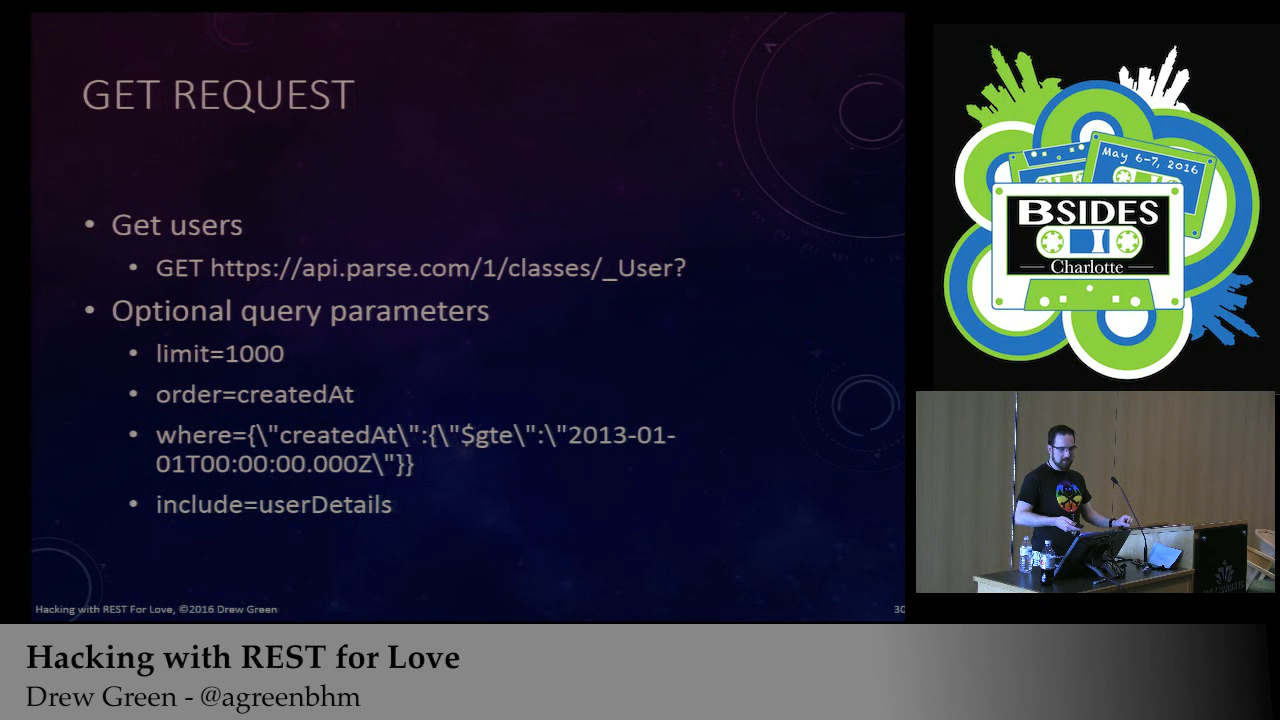 GET REQUEST
• Get users
• GET https://api.parse.com/1/classes/_User?
• Optional query parameters
• limit=1000
• order=createdAt
• where={\"createdAt\":{\"$gte\":\"2013-01-
01T00:00:00.000Z\"}}
• include=userDetails
Hacking with REST For Love, ©2016 Drew Green
30
May 6-7, 2016
BSIDES
Charlotte
Hacking with REST for Love
Drew Green - @agreenbhm